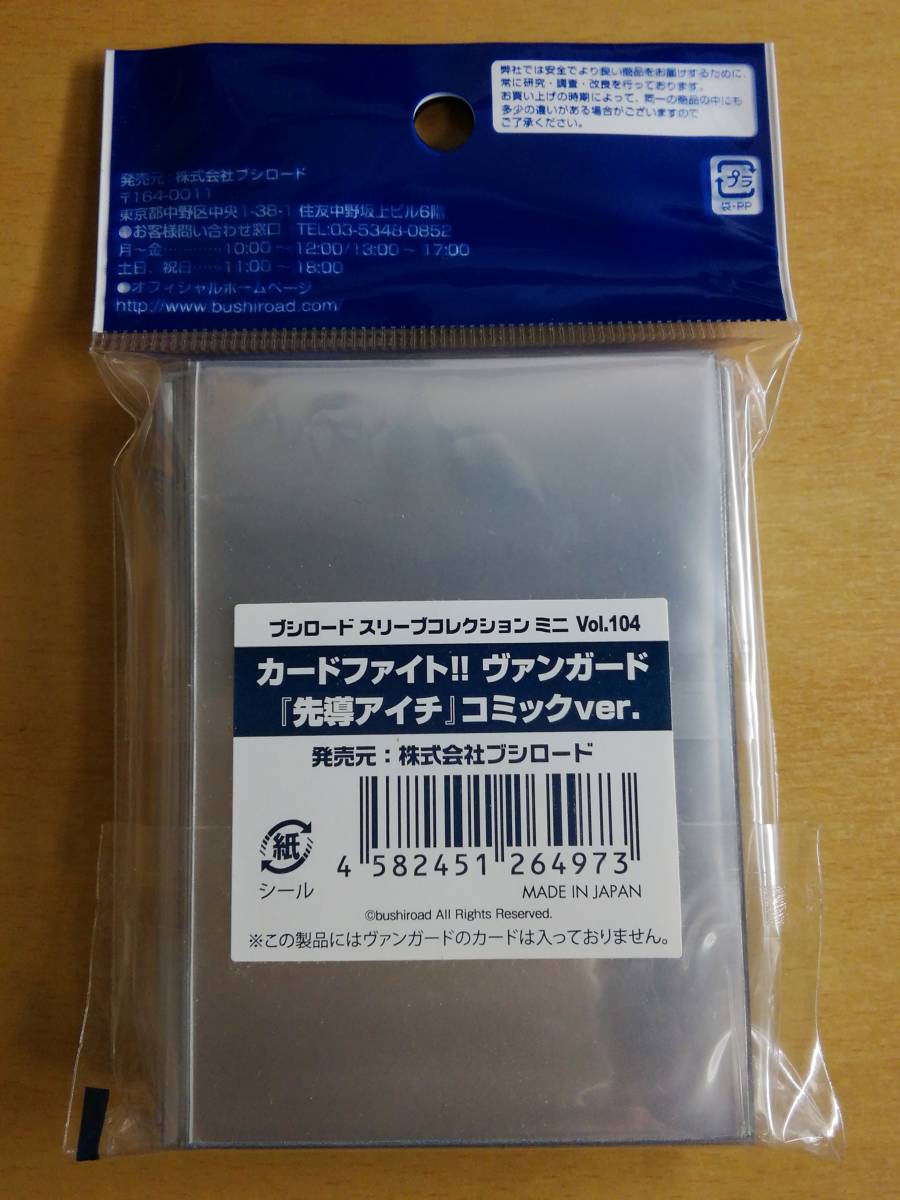 弊社では安全でより良い商品をお届けするために、
常に研究・調査・改良を行っております。
お買い上げの時期によって、同一の商品の中にも
多少の違いがある場合がございますので
ご了承ください。
プラ
袋・PP
発売元：株式会社ブシロード
〒164-0011
東京都中野区中央1-38-1 住友中野坂上ビル6階
●お客様問い合わせ窓口 TEL:03-5348-0852
月～金…………10:00～12:00/13:00～17:00
土日、祝日……11:00～18:00
●オフィシャルホームページ
http://www.bushiroad.com/
ブシロード スリーブコレクション ミニ Vol.104
カードファイト!! ヴァンガード
『先導アイチ』コミックver.
発売元：株式会社ブシロード
紙
シール
4 582451 264973
MADE IN JAPAN
©bushiroad All Rights Reserved.
※この製品にはヴァンガードのカードは入っておりません。